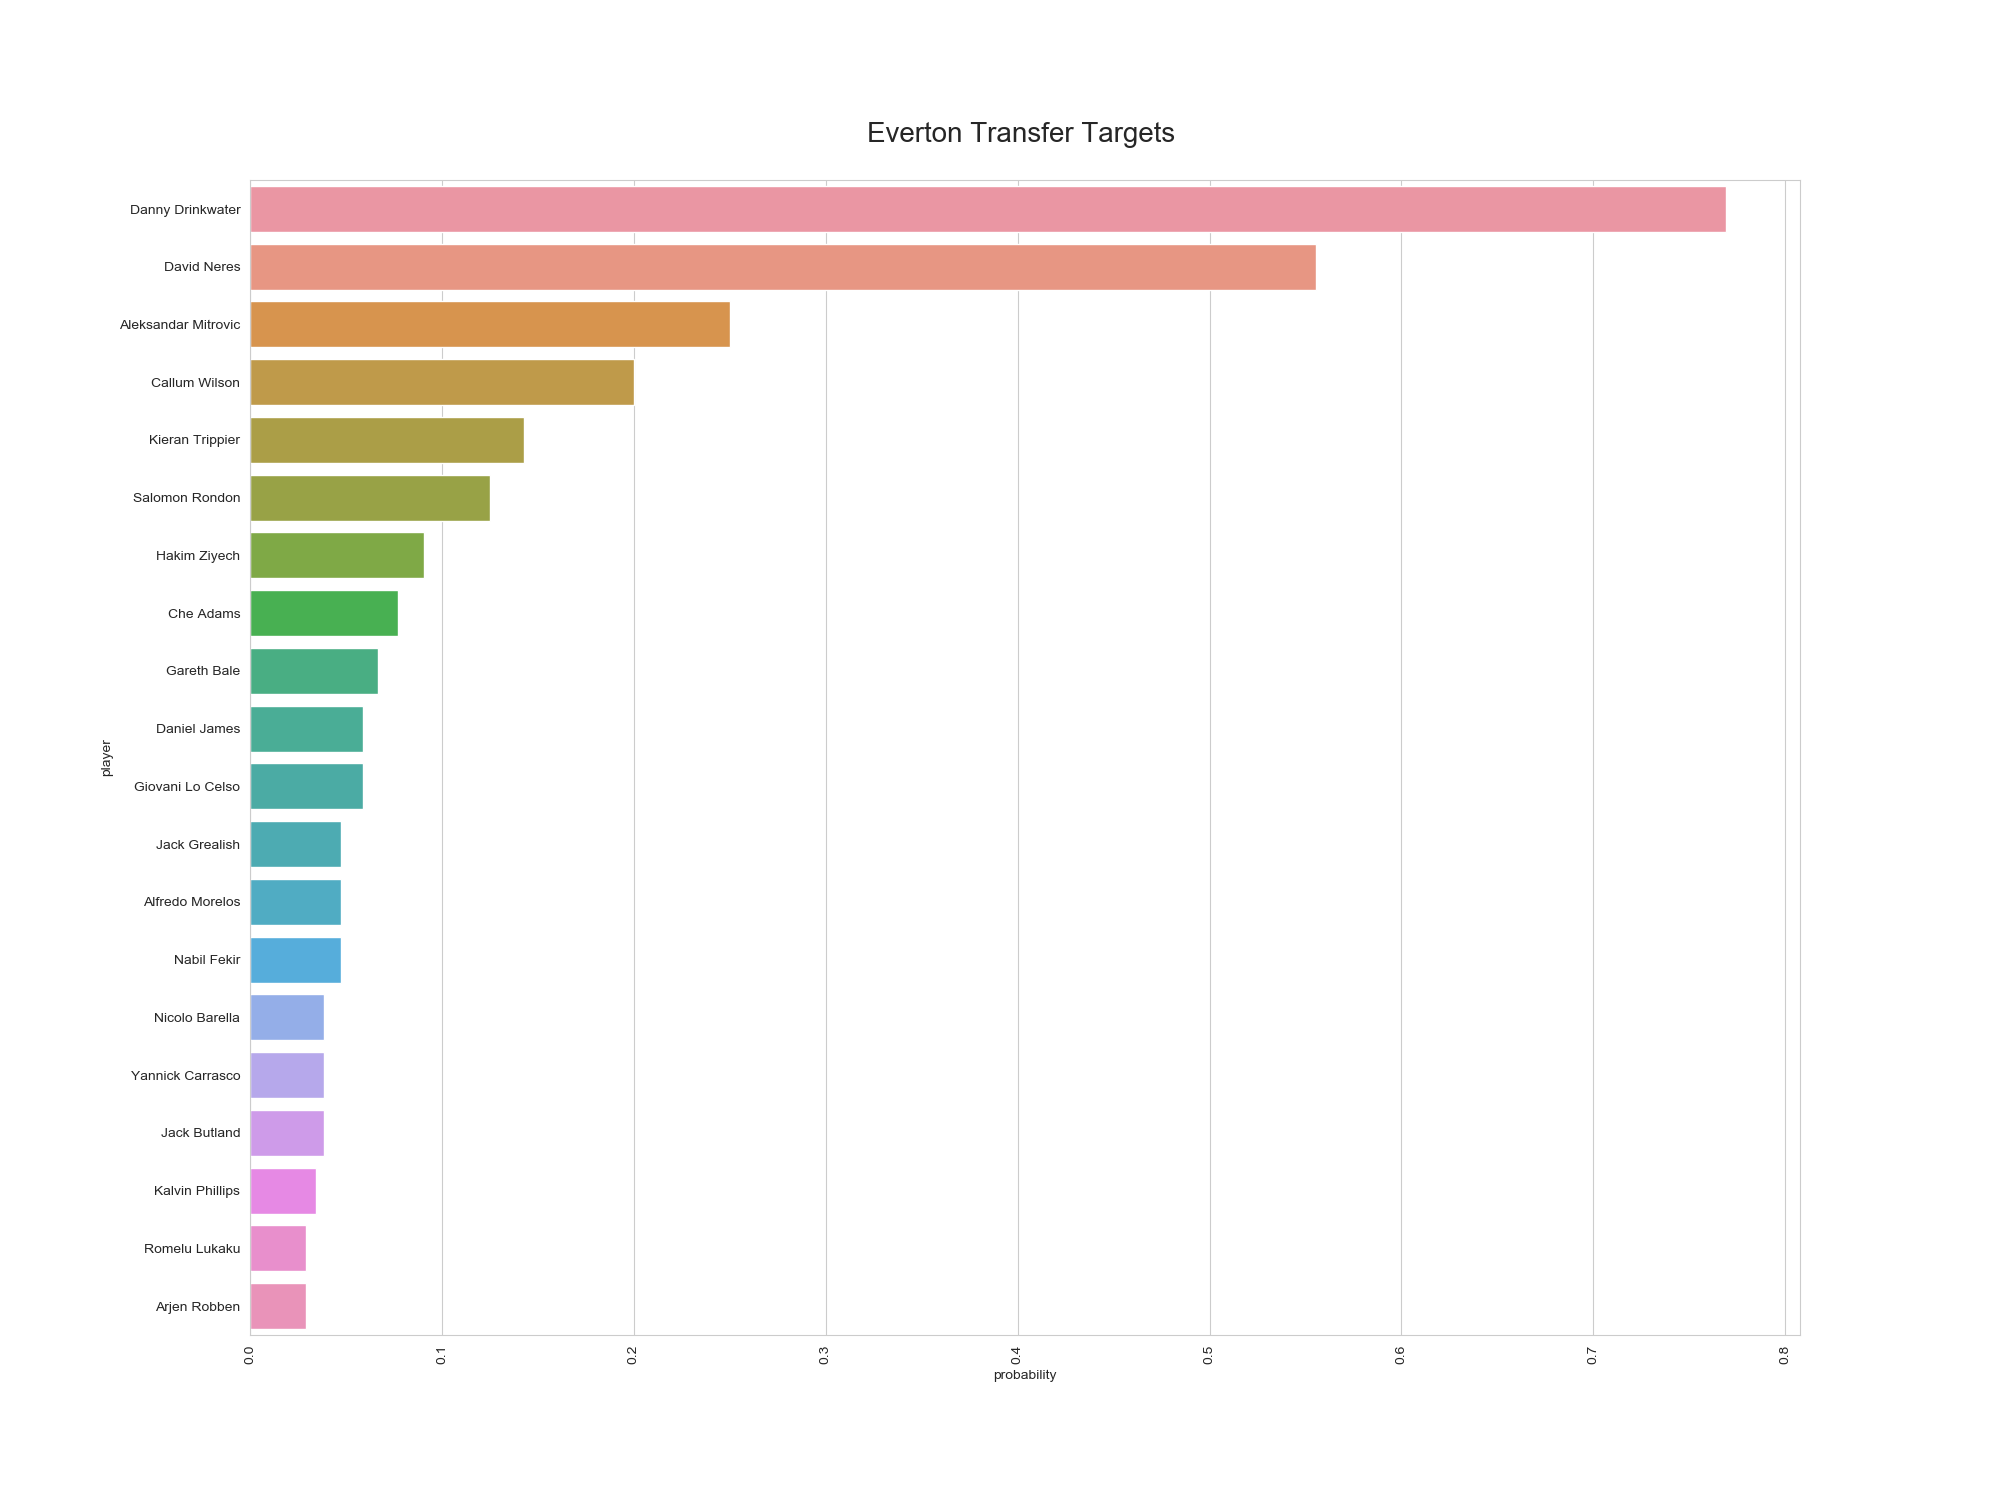 Everton Transfer Targets
Danny Drinkwater
David Neres
Aleksandar Mitrovic
Callum Wilson
Kieran Trippier
Salomon Rondon
Hakim Ziyech
Che Adams
Gareth Bale
Daniel James
Giovani Lo Celso
Jack Grealish
Alfredo Morelos
Nabil Fekir
Nicolo Barella
Yannick Carrasco
Jack Butland
Kalvin Phillips
Romelu Lukaku
Arjen Robben
player
0.0 0.1 0.2 0.3 0.4 0.5 0.6 0.7 0.8
probability